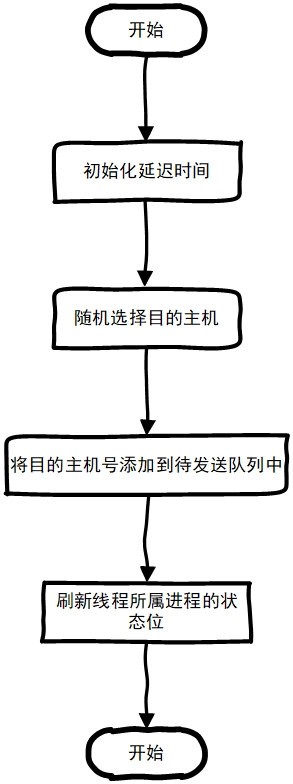 开始
初始化延迟时间
随机选择目的主机
将目的主机号添加到待发送队列中
刷新线程所属进程的状
态位
开始